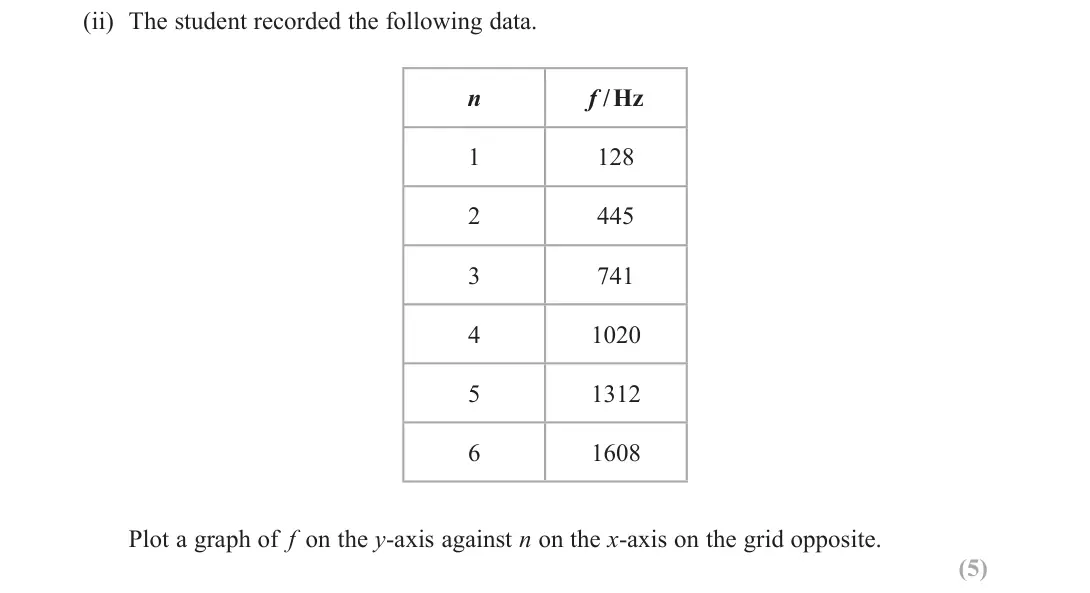 (ii) The student recorded the following data.
n f/Hz
1 128
2 445
3 741
4 1020
5 1312
6 1608
Plot a graph of f on the y-axis against n on the x-axis on the grid opposite.
(5)